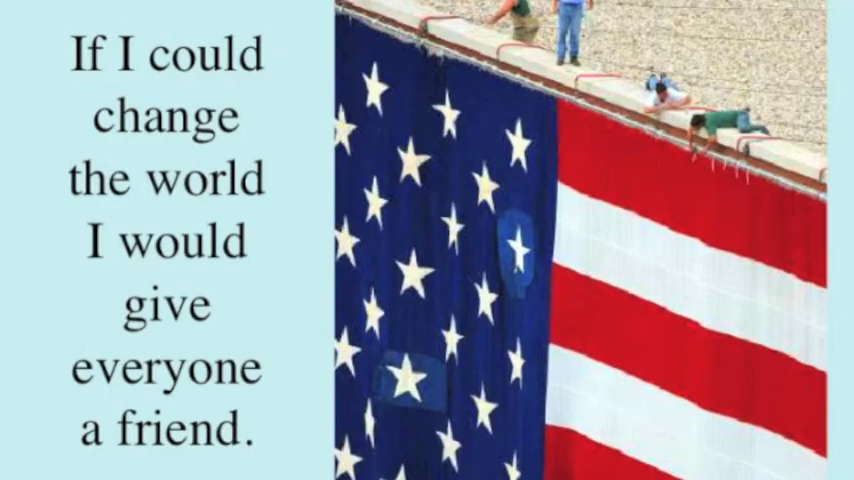 If I could
change
the world
I would
give
everyone
a friend.